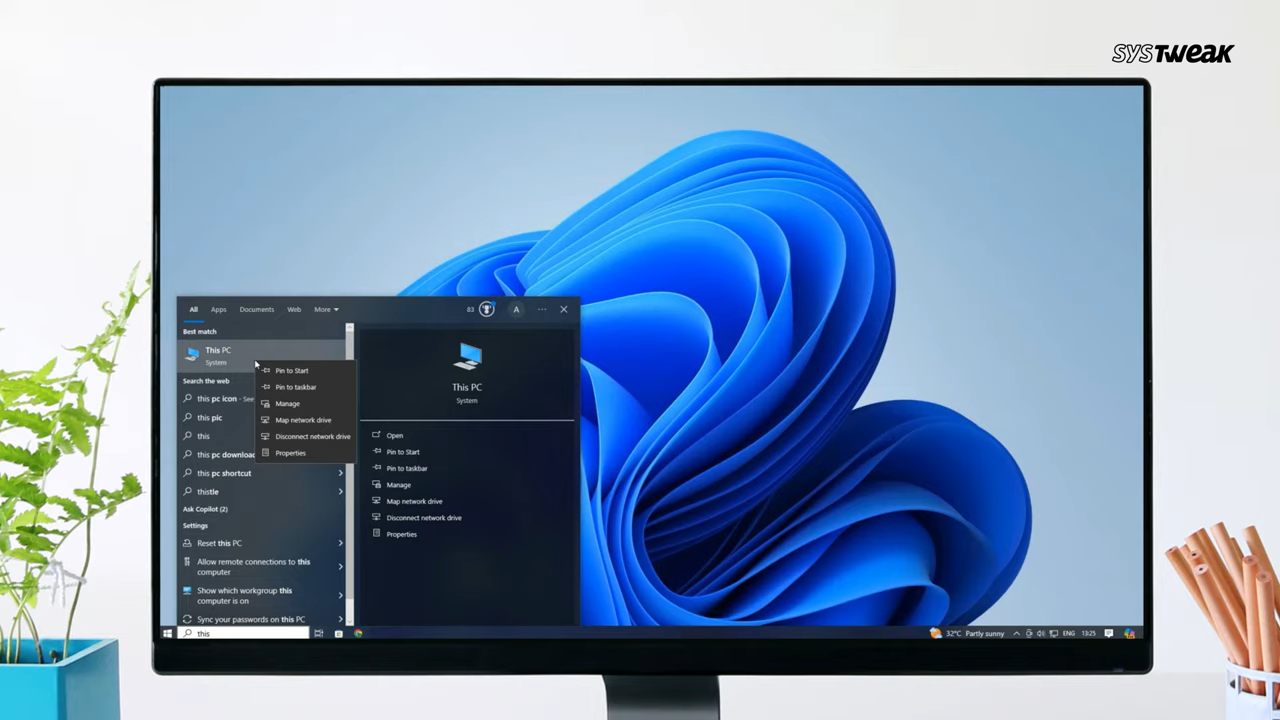 SYSTweak
All Apps Documents Web More 83 A ...
Best match
This PC
System
Search the web
this pc icon - See
this pic
this
this pc download
this pc shortcut
thistle
Ask Copilot (2)
Settings
Reset this PC
Allow remote connections to this
computer
Show which workgroup this
computer is on
Sync your passwords on this PC
this
Pin to Start
Pin to taskbar
Manage
Map network drive
Disconnect network drive
Properties
This PC
System
Open
Pin to Start
Pin to taskbar
Manage
Map network drive
Disconnect network drive
Properties
32°C Partly sunny ENG 13:25